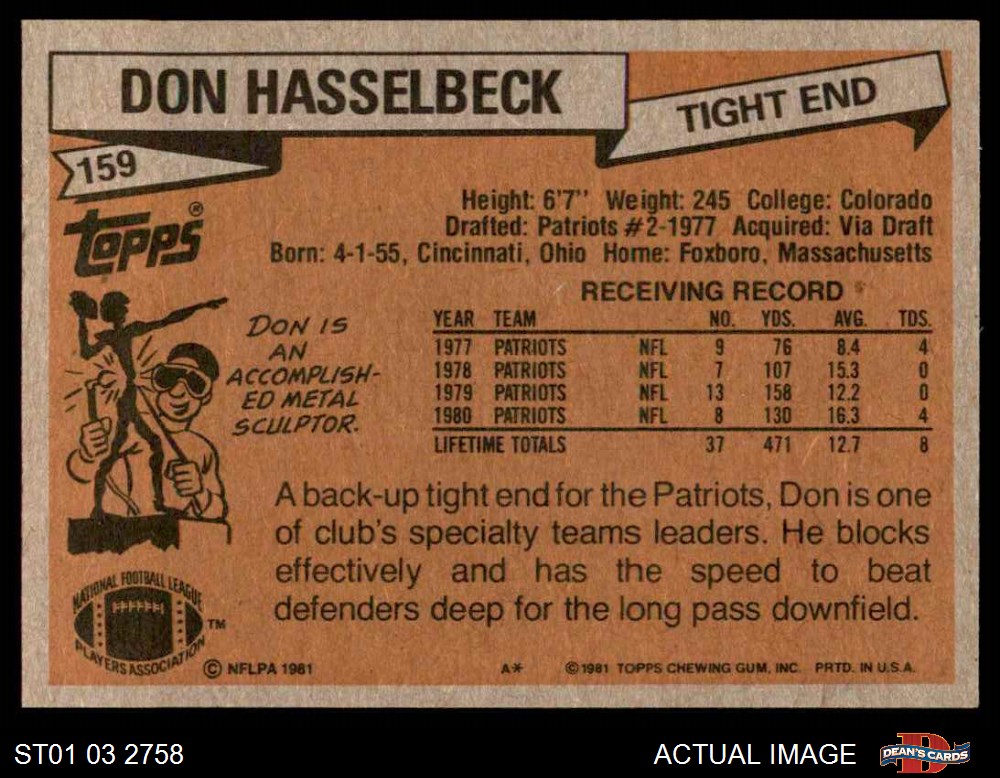 DON HASSELBECK
TIGHT END
159
Topps®
Height: 6'7'' Weight: 245 College: Colorado
Drafted: Patriots #2-1977 Acquired: Via Draft
Born: 4-1-55, Cincinnati, Ohio Home: Foxboro, Massachusetts
RECEIVING RECORD
YEAR TEAM NO. YDS. AVG. TDS.
1977 PATRIOTS NFL 9 76 8.4 4
1978 PATRIOTS NFL 7 107 15.3 0
1979 PATRIOTS NFL 13 158 12.2 0
1980 PATRIOTS NFL 8 130 16.3 4
LIFETIME TOTALS 37 471 12.7 8
DON IS
AN
ACCOMPLISH-
ED METAL
SCULPTOR.
A back-up tight end for the Patriots, Don is one
of club's specialty teams leaders. He blocks
effectively and has the speed to beat
defenders deep for the long pass downfield.
NATIONAL FOOTBALL LEAGUE
PLAYERS ASSOCIATION
TM
© NFLPA 1981
A*
© 1981 TOPPS CHEWING GUM, INC. PRTD. IN U.S.A.
ST01 03 2758
ACTUAL IMAGE
D
DEAN'S CARDS